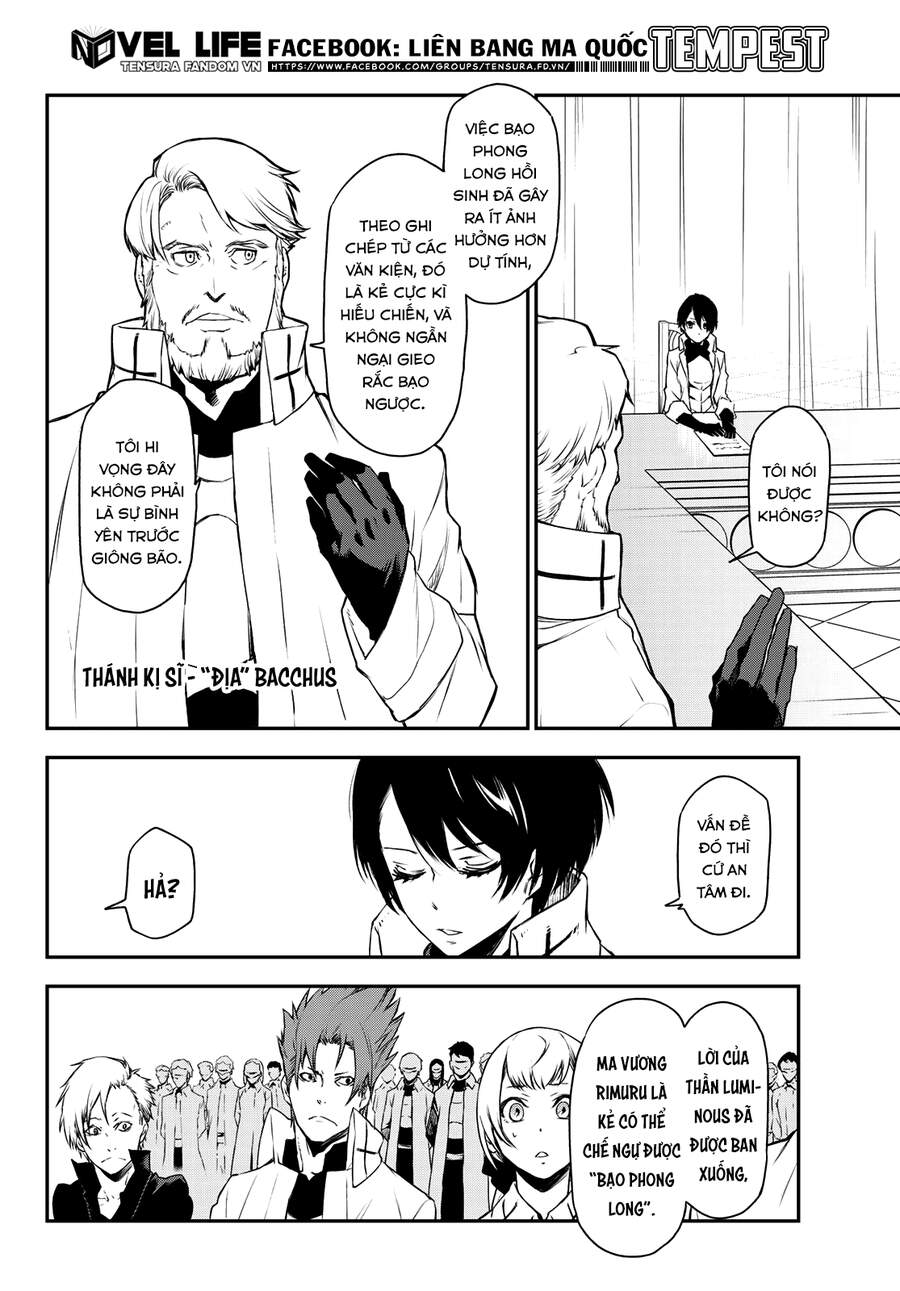 NOVEL LIFE
TENSURA FANDOM VN
FACEBOOK: LIÊN BANG MA QUỐC
HTTPS://WWW.FACEBOOK.COM/GROUPS/TENSURA.FD.VN/
TEMPEST
TÔI NÓI
ĐƯỢC
KHÔNG?
VIỆC BẠO
PHONG
LONG HỒI
SINH ĐÃ GÂY
RA ÍT ẢNH
HƯỞNG HƠN
DỰ TÍNH,
THEO GHI
CHÉP TỪ CÁC
VĂN KIỆN, ĐÓ
LÀ KẺ CỰC KÌ
HIẾU CHIẾN, VÀ
KHÔNG NGẦN
NGẠI GIEO
RẮC BẠO
NGƯỢC.
TÔI HI
VỌNG ĐÂY
KHÔNG PHẢI
LÀ SỰ BÌNH
YÊN TRƯỚC
GIÔNG BÃO.
THÁNH KỊ SĨ - "ĐỊA" BACCHUS
VẤN ĐỀ
ĐÓ THÌ
CỨ AN
TÂM ĐI.
HẢ?
LỜI CỦA
THẦN LUMI-
NOUS ĐÃ
ĐƯỢC BAN
XUỐNG,
MA VƯƠNG
RIMURU LÀ
KẺ CÓ THỂ
CHẾ NGỰ ĐƯỢC
"BẠO PHONG
LONG".